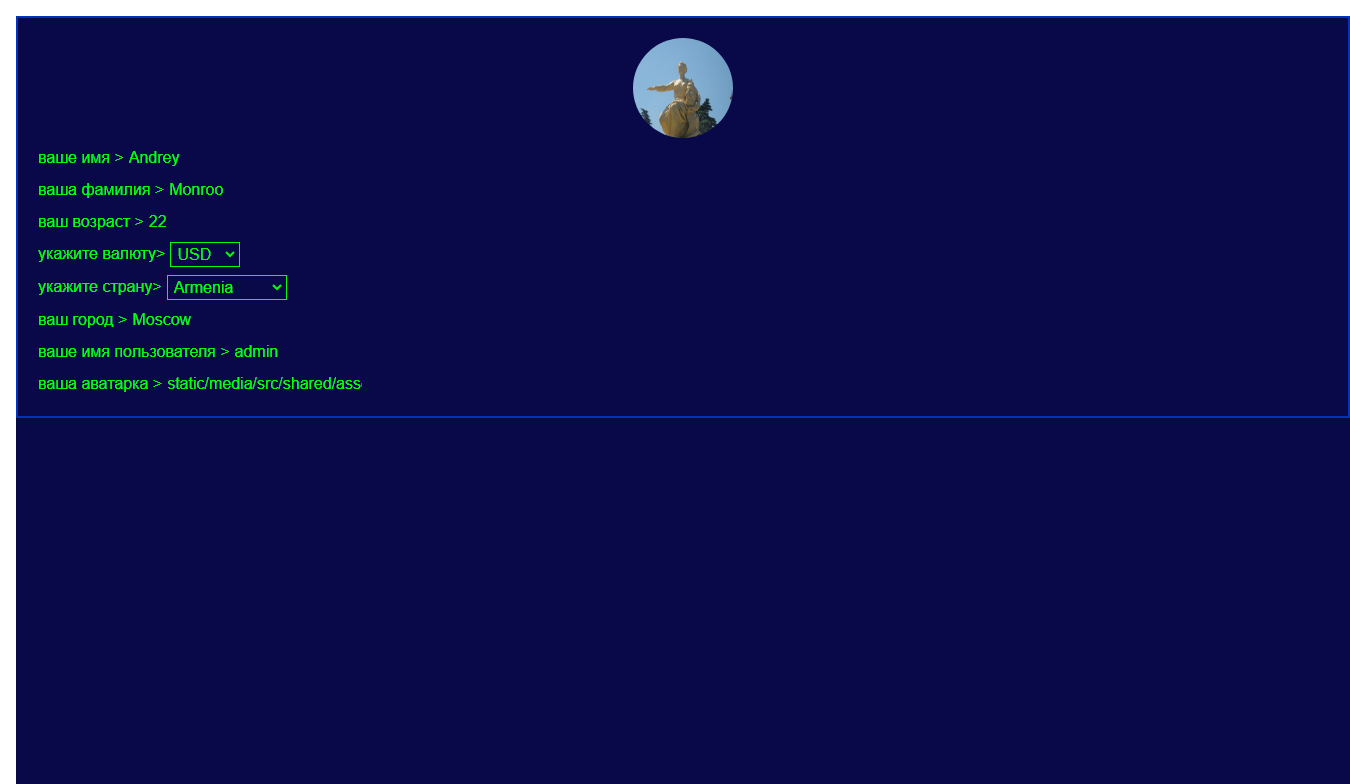 ваше имя > Andrey
ваша фамилия > Monroo
ваш возраст > 22
укажите валюту> USD
укажите страну> Armenia
ваш город > Moscow
ваше имя пользователя > admin
ваша аватарка > static/media/src/shared/ass